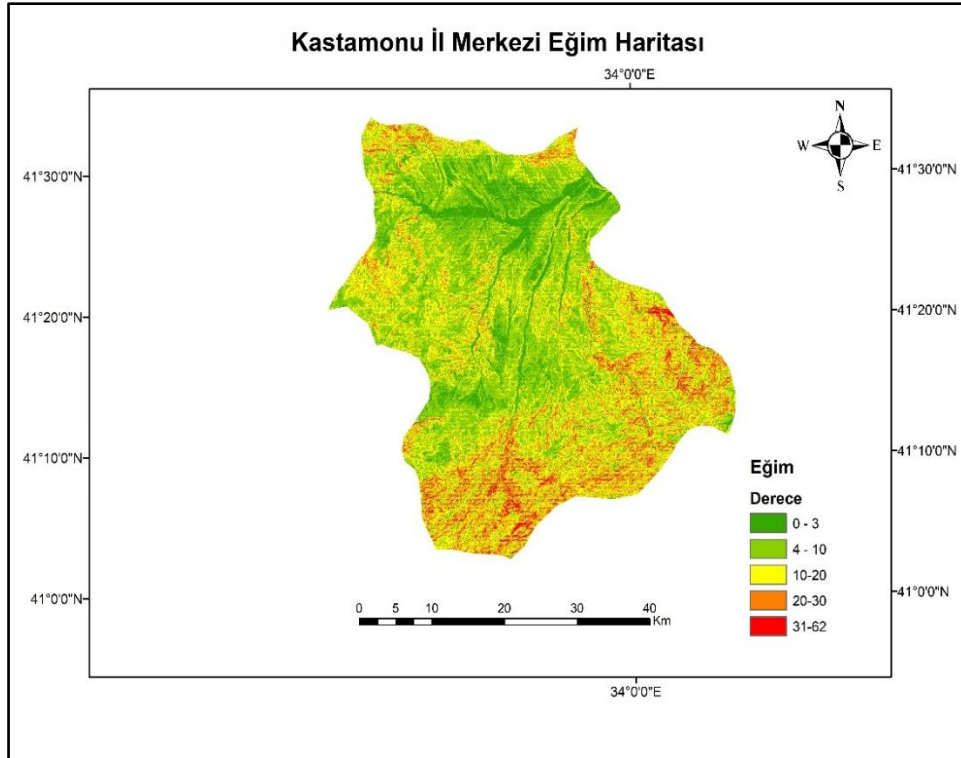 Kastamonu İl Merkezi Eğim Haritası
34°0'0"E
N
W E
S
41°30'0"N
41°30'0"N
41°20'0"N
41°20'0"N
41°10'0"N
41°10'0"N
41°0'0"N
41°0'0"N
Eğim
Derece
0 - 3
4 - 10
10-20
20-30
31-62
0 5 10 20 30 40
Km
34°0'0"E